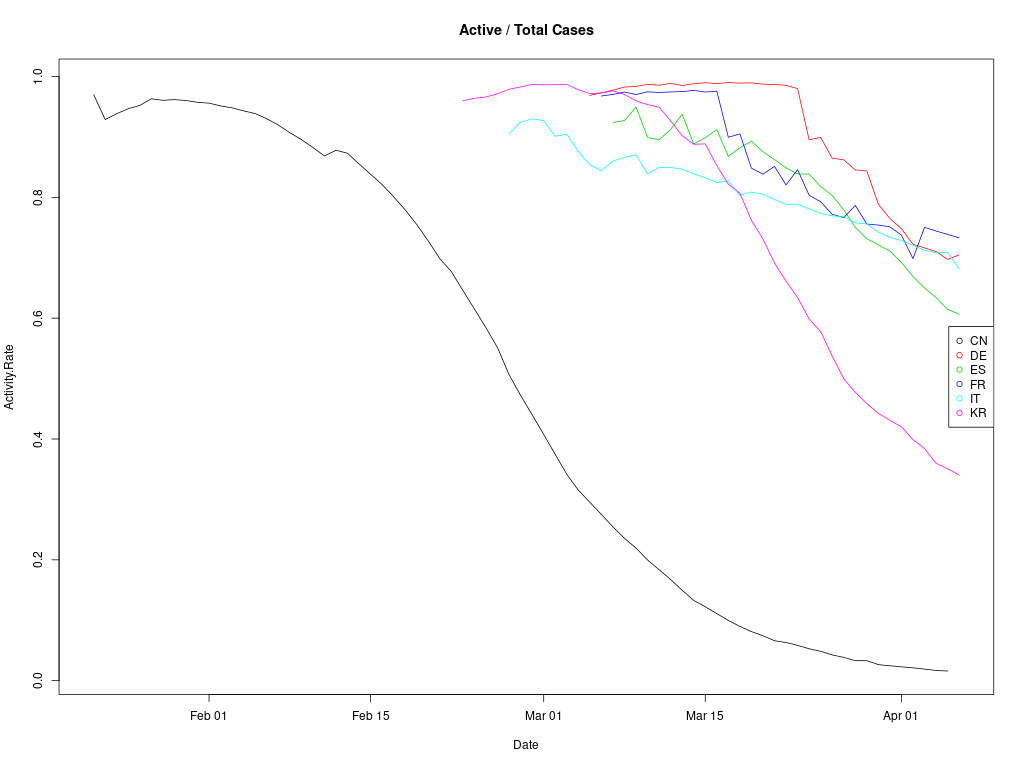 Active / Total Cases
Activity.Rate
1.0
0.8
0.6
0.4
0.2
0.0
CN
DE
ES
FR
IT
KR
Feb 01
Feb 15
Mar 01
Mar 15
Apr 01
Date